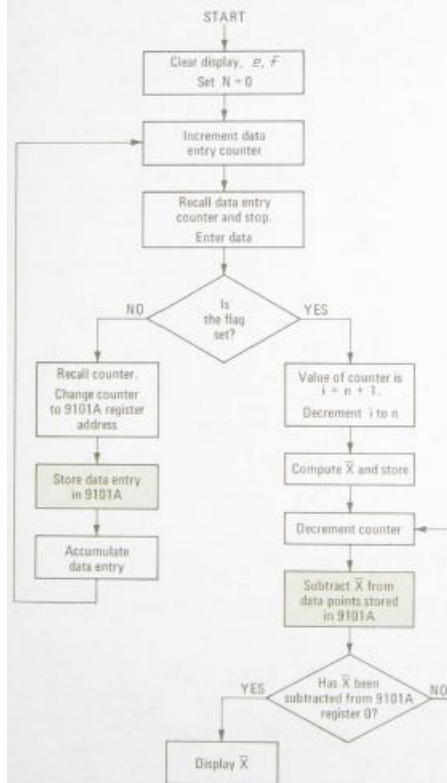 START
Clear display, e, f
Set N = 0
Increment data
entry counter
Recall data entry
counter and stop.
Enter data
NO
Is
the flag
set?
YES
Recall counter.
Change counter
to 9101A register
address
Store data entry
in 9101A
Accumulate
data entry
Value of counter is
i = n + 1.
Decrement i to n
Compute X̅ and store
Decrement counter
Subtract X̅ from
data points stored
in 9101A
YES
Has X̅ been
subtracted from 9101A
register 0?
NO
Display X̅